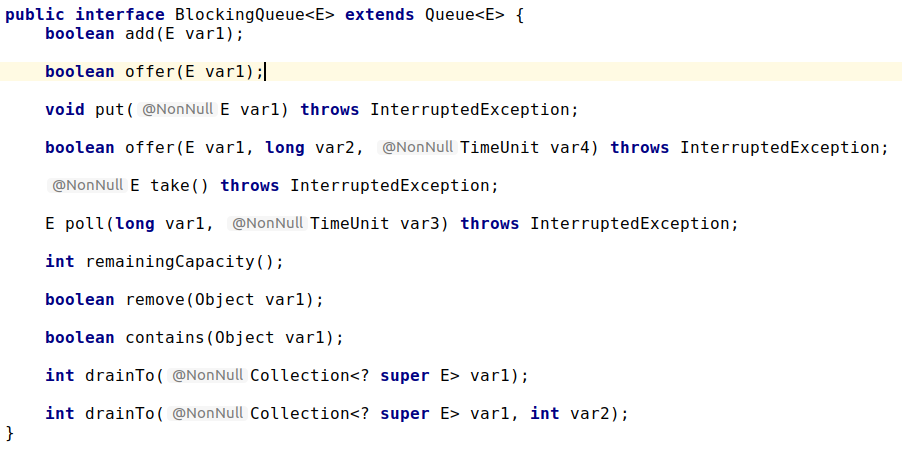 public interface BlockingQueue<E> extends Queue<E> {
boolean add(E var1);
boolean offer(E var1);
void put( @NonNull E var1) throws InterruptedException;
boolean offer(E var1, long var2, @NonNull TimeUnit var4) throws InterruptedException;
@NonNull E take() throws InterruptedException;
E poll(long var1, @NonNull TimeUnit var3) throws InterruptedException;
int remainingCapacity();
boolean remove(Object var1);
boolean contains(Object var1);
int drainTo( @NonNull Collection<? super E> var1);
int drainTo( @NonNull Collection<? super E> var1, int var2);
}